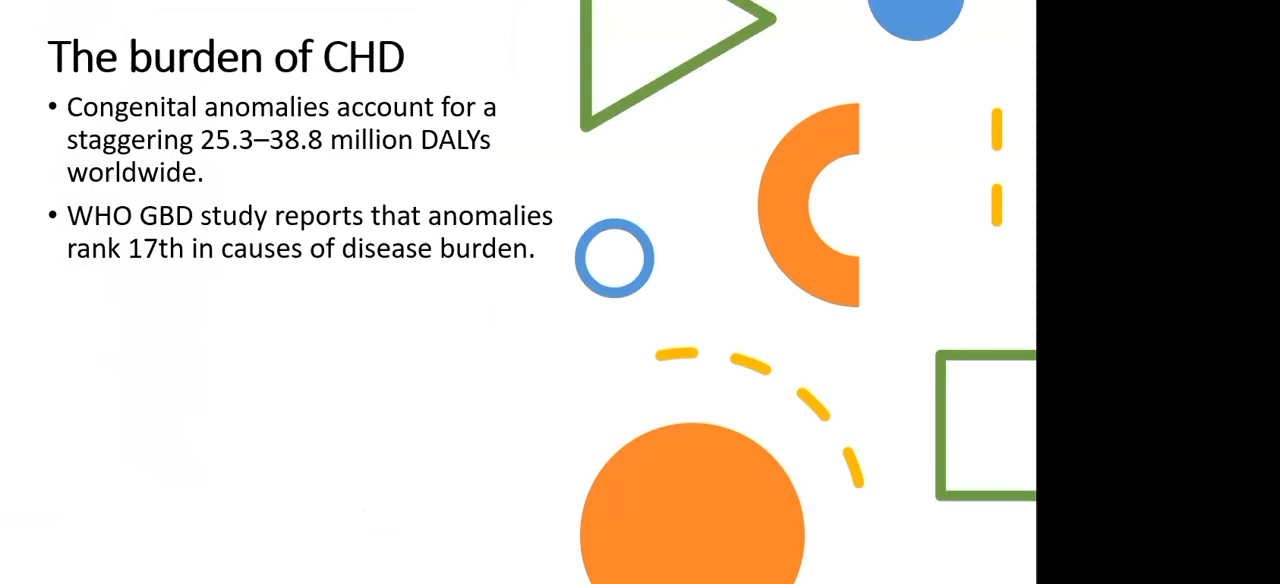 The burden of CHD
• Congenital anomalies account for a
staggering 25.3–38.8 million DALYs
worldwide.
• WHO GBD study reports that anomalies
rank 17th in causes of disease burden.